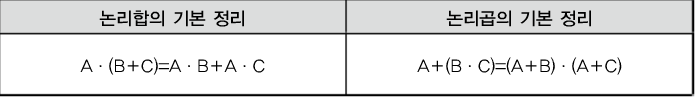 논리합의 기본 정리
논리곱의 기본 정리
A · (B+C)=A · B+A · C
A+(B · C)=(A+B) · (A+C)